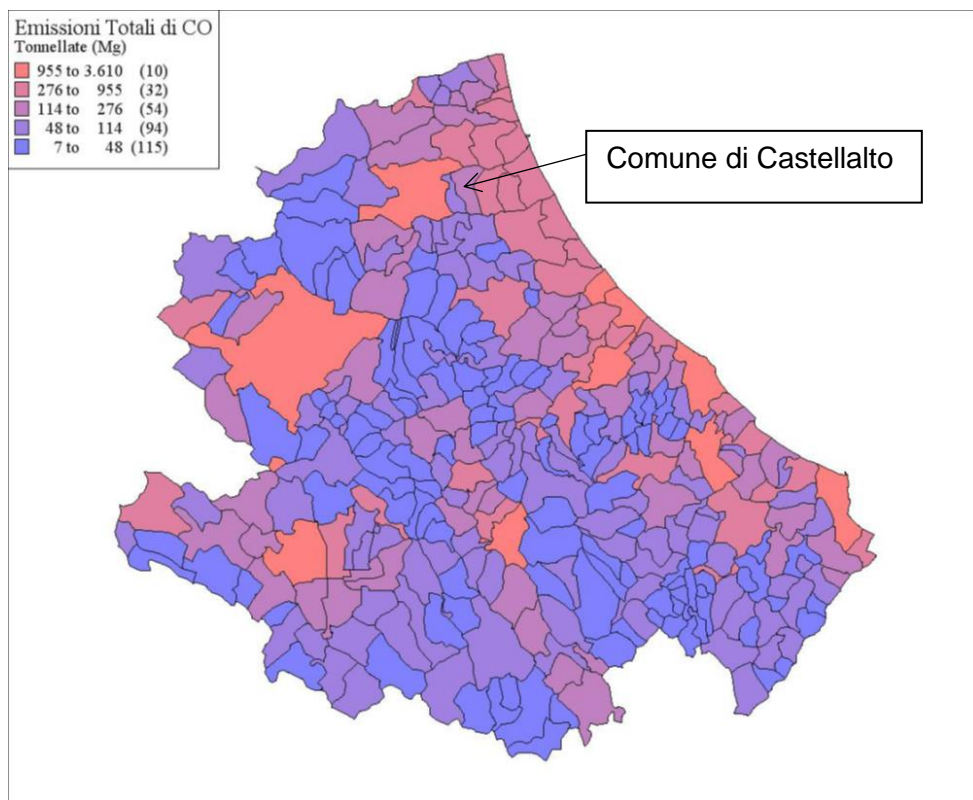 Emissioni Totali di CO
Tonnellate (Mg)
955 to 3.610 (10)
276 to 955 (32)
114 to 276 (54)
48 to 114 (94)
7 to 48 (115)
Comune di Castellalto